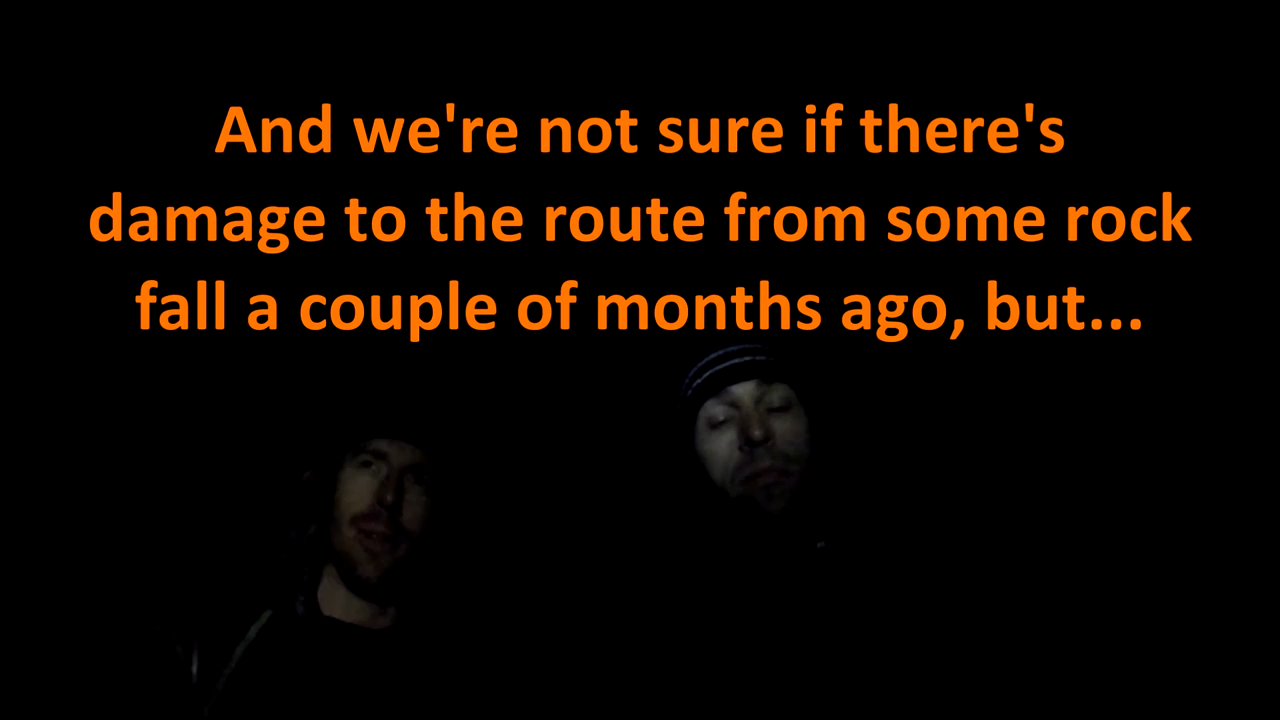 And we're not sure if there's
damage to the route from some rock
fall a couple of months ago, but...